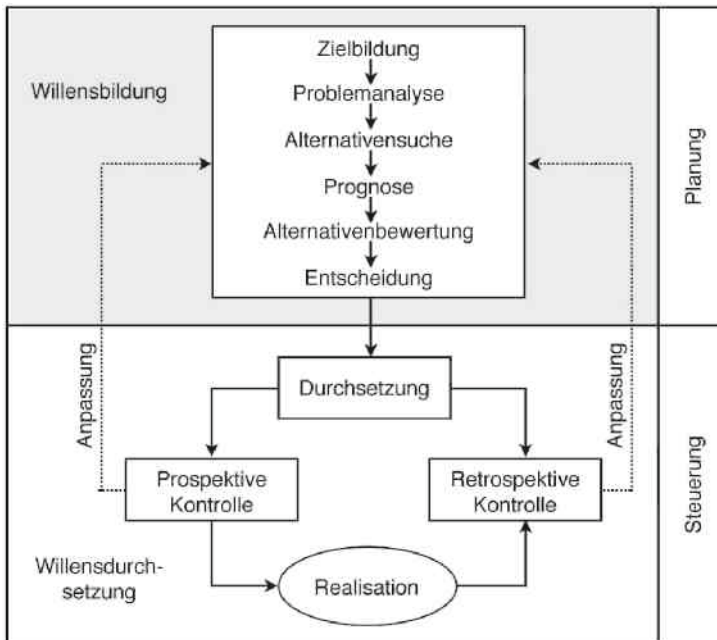 Willensbildung
Zielbildung
Problemanalyse
Alternativensuche
Prognose
Alternativenbewertung
Entscheidung
Planung
Anpassung
Durchsetzung
Anpassung
Prospektive
Kontrolle
Retrospektive
Kontrolle
Realisation
Willensdurch-
setzung
Steuerung